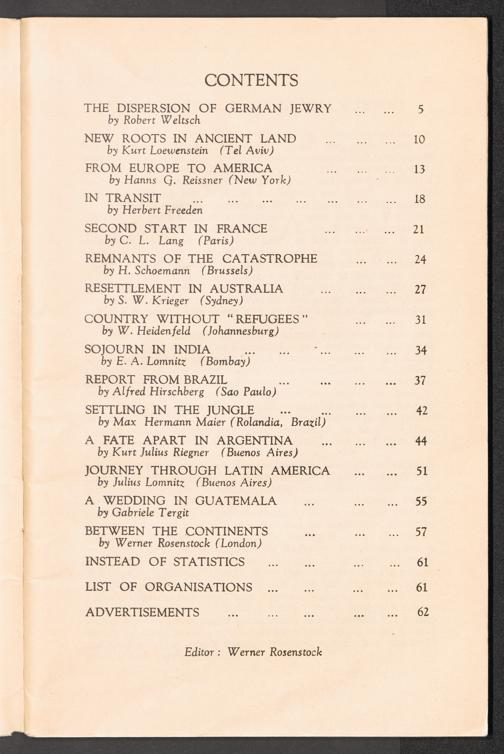 CONTENTS
THE DISPERSION OF GERMAN JEWRY ... ... 5
by Robert Weltsch
NEW ROOTS IN ANCIENT LAND ... ... ... 10
by Kurt Loewenstein (Tel Aviv)
FROM EUROPE TO AMERICA ... ... ... 13
by Hanns G. Reissner (New York)
IN TRANSIT ... ... ... ... ... ... ... 18
by Herbert Freeden
SECOND START IN FRANCE ... ... ... 21
by C. L. Lang (Paris)
REMNANTS OF THE CATASTROPHE ... ... 24
by H. Schoemann (Brussels)
RESETTLEMENT IN AUSTRALIA ... ... ... 27
by S. W. Krieger (Sydney)
COUNTRY WITHOUT "REFUGEES" ... ... 31
by W. Heidenfeld (Johannesburg)
SOJOURN IN INDIA ... ... ... ... ... 34
by E. A. Lomnitz (Bombay)
REPORT FROM BRAZIL ... ... ... ... 37
by Alfred Hirschberg (Sao Paulo)
SETTLING IN THE JUNGLE ... ... ... ... 42
by Max Hermann Maier (Rolandia, Brazil)
A FATE APART IN ARGENTINA ... ... ... 44
by Kurt Julius Riegner (Buenos Aires)
JOURNEY THROUGH LATIN AMERICA ... ... 51
by Julius Lomnitz (Buenos Aires)
A WEDDING IN GUATEMALA ... ... ... 55
by Gabriele Tergit
BETWEEN THE CONTINENTS ... ... ... 57
by Werner Rosenstock (London)
INSTEAD OF STATISTICS ... ... ... ... 61
LIST OF ORGANISATIONS ... ... ... ... 61
ADVERTISEMENTS ... ... ... ... ... 62
Editor : Werner Rosenstock